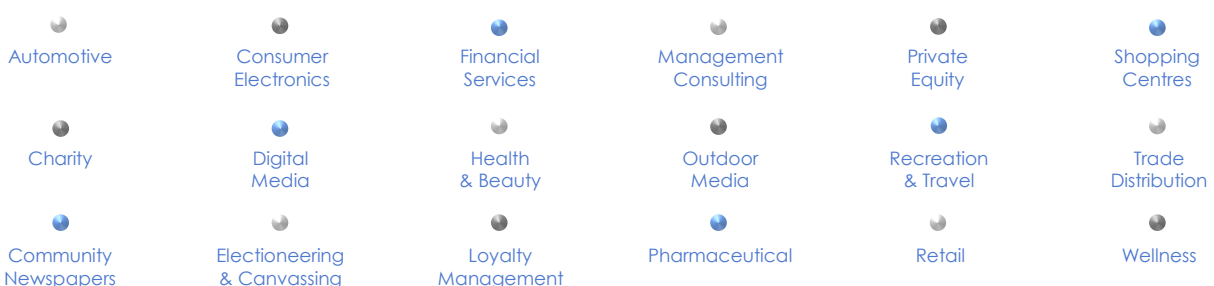 Automotive
Consumer
Electronics
Financial
Services
Management
Consulting
Private
Equity
Shopping
Centres
Charity
Digital
Media
Health
& Beauty
Outdoor
Media
Recreation
& Travel
Trade
Distribution
Community
Newspapers
Electioneering
& Canvassing
Loyalty
Management
Pharmaceutical
Retail
Wellness